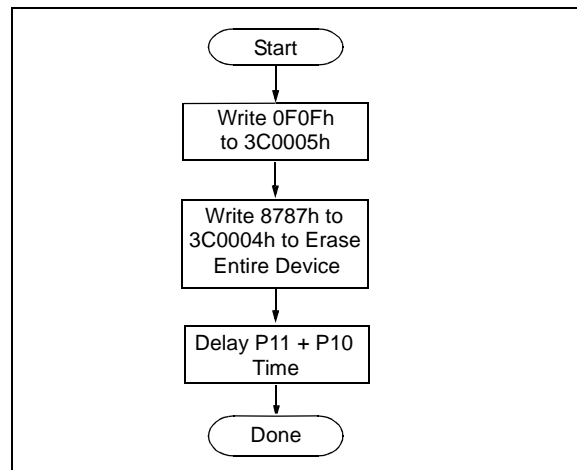 Start
Write 0F0Fh
to 3C0005h
Write 8787h to
3C0004h to Erase
Entire Device
Delay P11 + P10
Time
Done